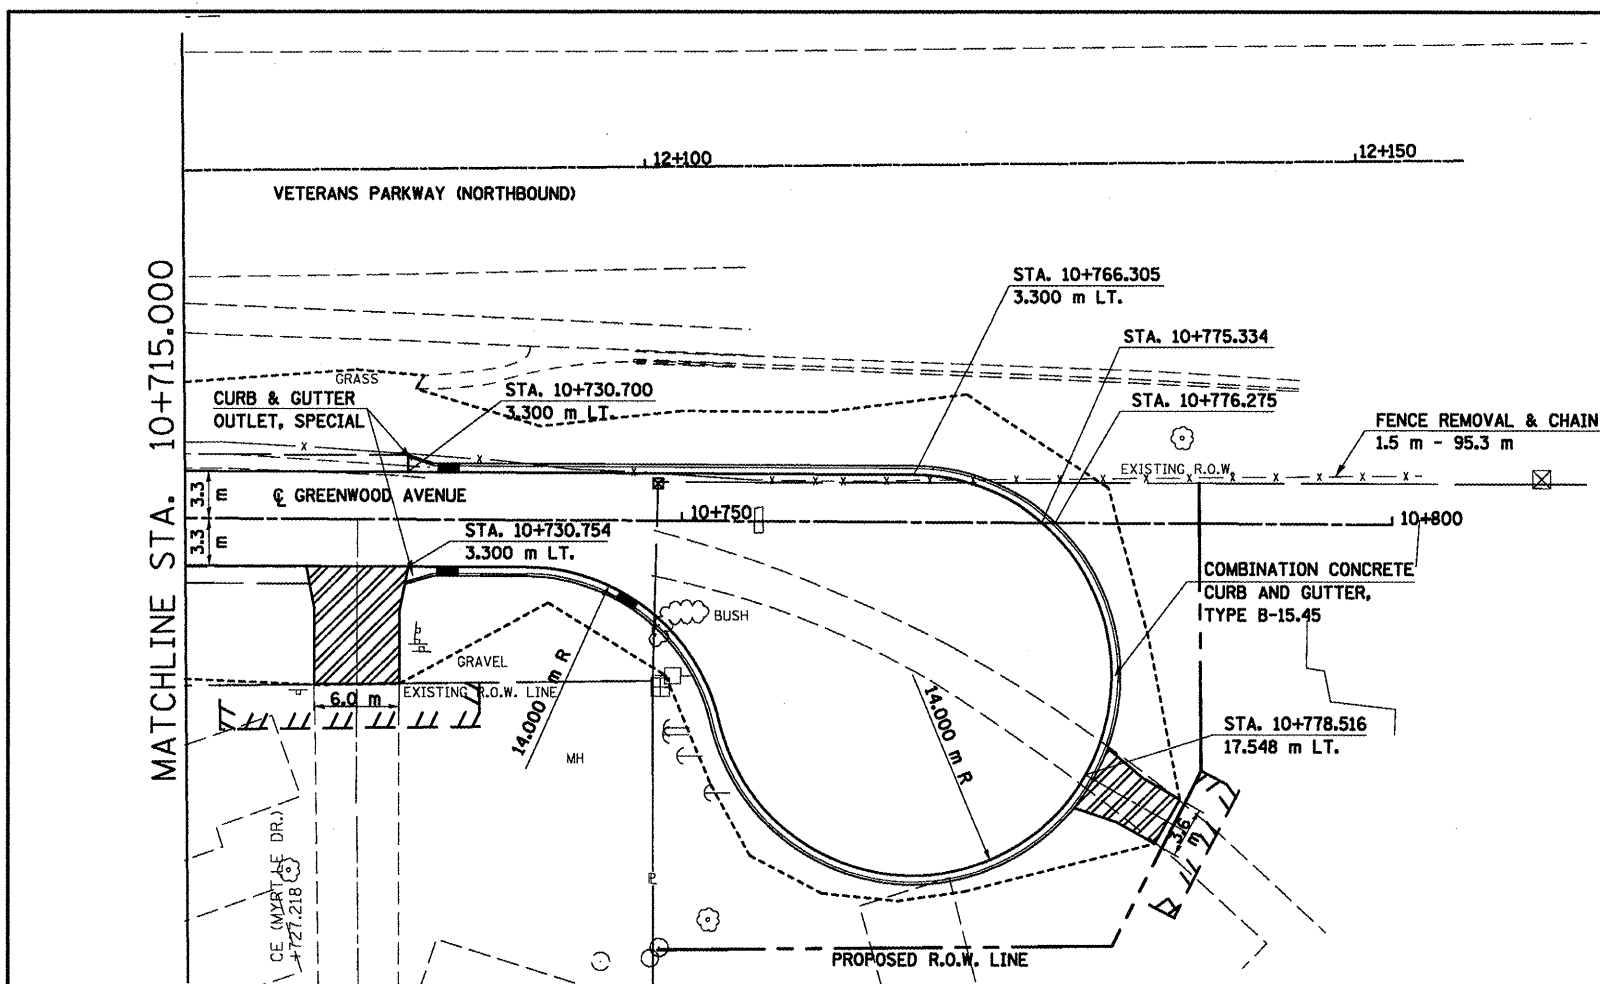 12+100
12+150
VETERANS PARKWAY (NORTHBOUND)
MATCHLINE STA. 10+715.000
STA. 10+766.305
3.300 m LT.
STA. 10+775.334
GRASS
CURB & GUTTER
OUTLET, SPECIAL
STA. 10+730.700
3.300 m LT.
STA. 10+776.275
FENCE REMOVAL & CHAIN
1.5 m - 95.3 m
EXISTING R.O.W.
3.3 m
℄ GREENWOOD AVENUE
10+750
10+800
3.3 m
STA. 10+730.754
3.300 m LT.
COMBINATION CONCRETE
CURB AND GUTTER,
TYPE B-15.45
BUSH
GRAVEL
EXISTING R.O.W. LINE
6.0 m
14.000 m R
14.000 m R
MH
STA. 10+778.516
17.548 m LT.
3.6 m
CE (MYRTLE DR.)
+727.218
PROPOSED R.O.W. LINE